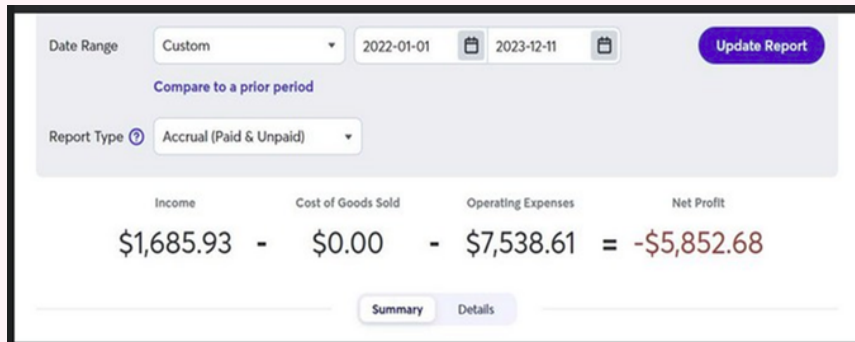 Date Range Custom 2022-01-01 2023-12-11 Update Report
Compare to a prior period
Report Type Accrual (Paid & Unpaid)
Income Cost of Goods Sold Operating Expenses Net Profit
$1,685.93 - $0.00 - $7,538.61 = -$5,852.68
Summary Details